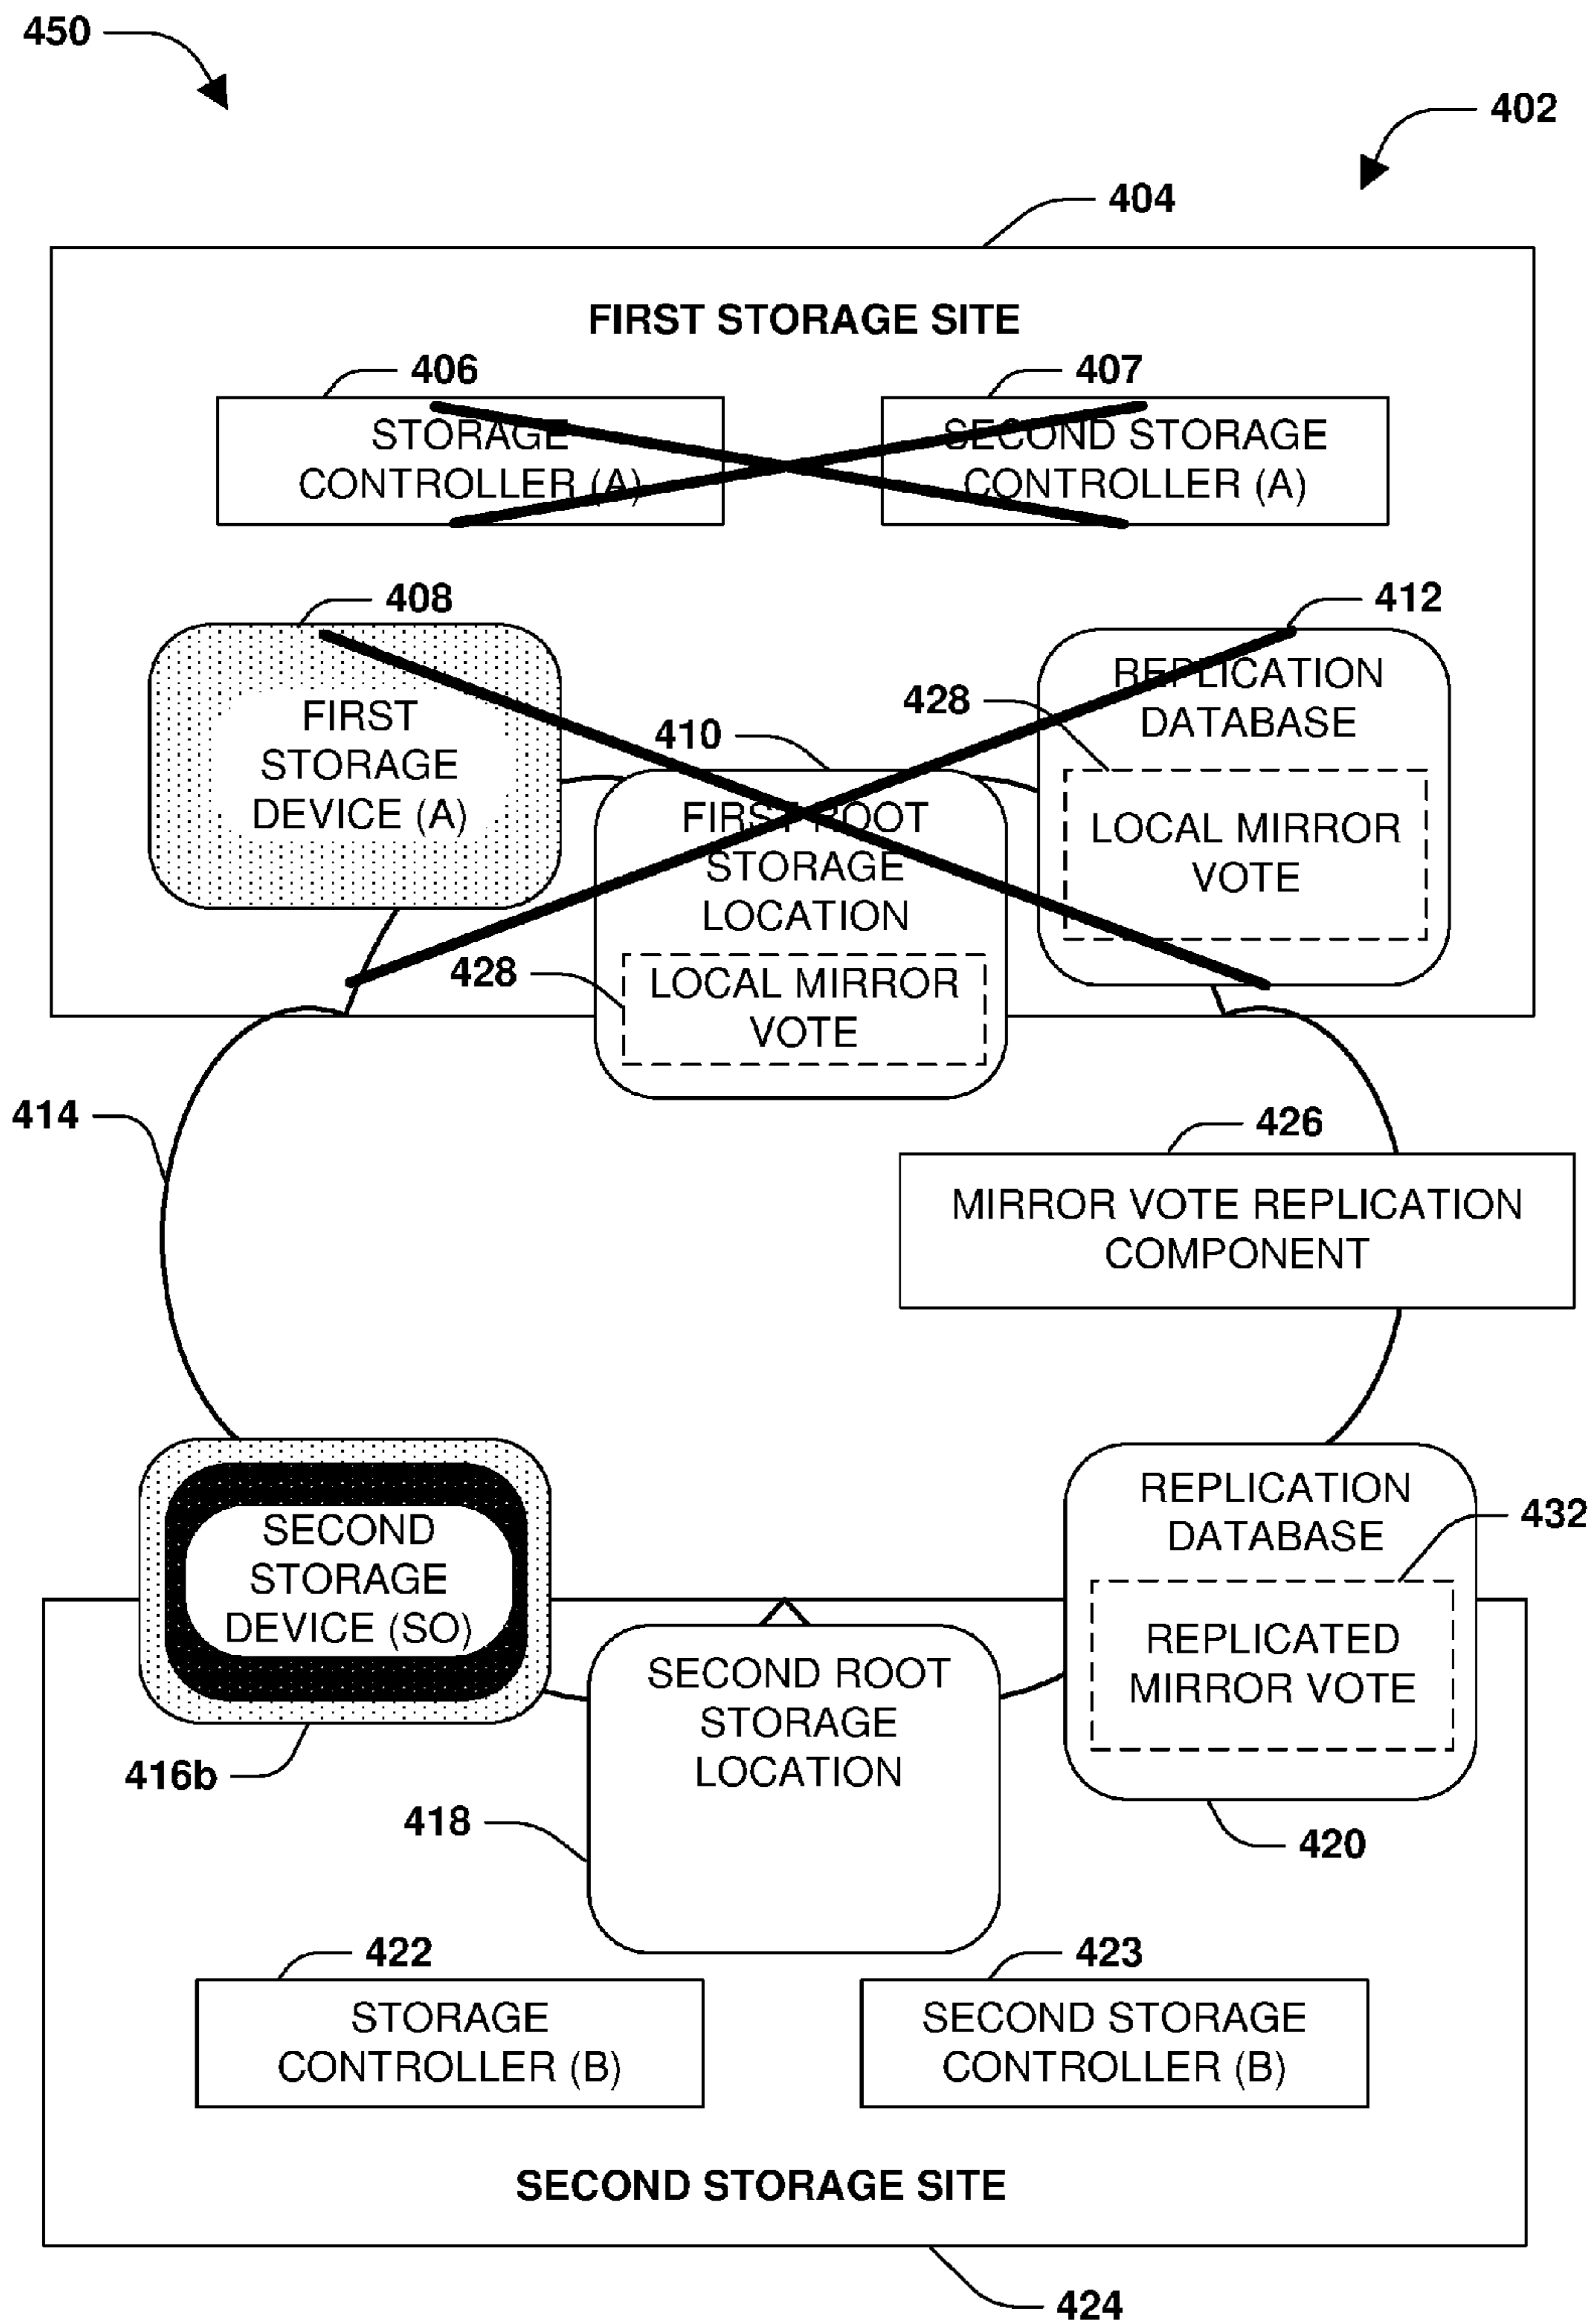 450
402
404
FIRST STORAGE SITE
406
407
STORAGE
CONTROLLER (A)
SECOND STORAGE
CONTROLLER (A)
408
412
FIRST
STORAGE
DEVICE (A)
428
REPLICATION
DATABASE
410
LOCAL MIRROR
VOTE
FIRST ROOT
STORAGE
LOCATION
428
LOCAL MIRROR
VOTE
414
426
MIRROR VOTE REPLICATION
COMPONENT
SECOND
STORAGE
DEVICE (SO)
REPLICATION
DATABASE
432
REPLICATED
MIRROR VOTE
SECOND ROOT
STORAGE
LOCATION
416b
418
420
422
423
STORAGE
CONTROLLER (B)
SECOND STORAGE
CONTROLLER (B)
SECOND STORAGE SITE
424